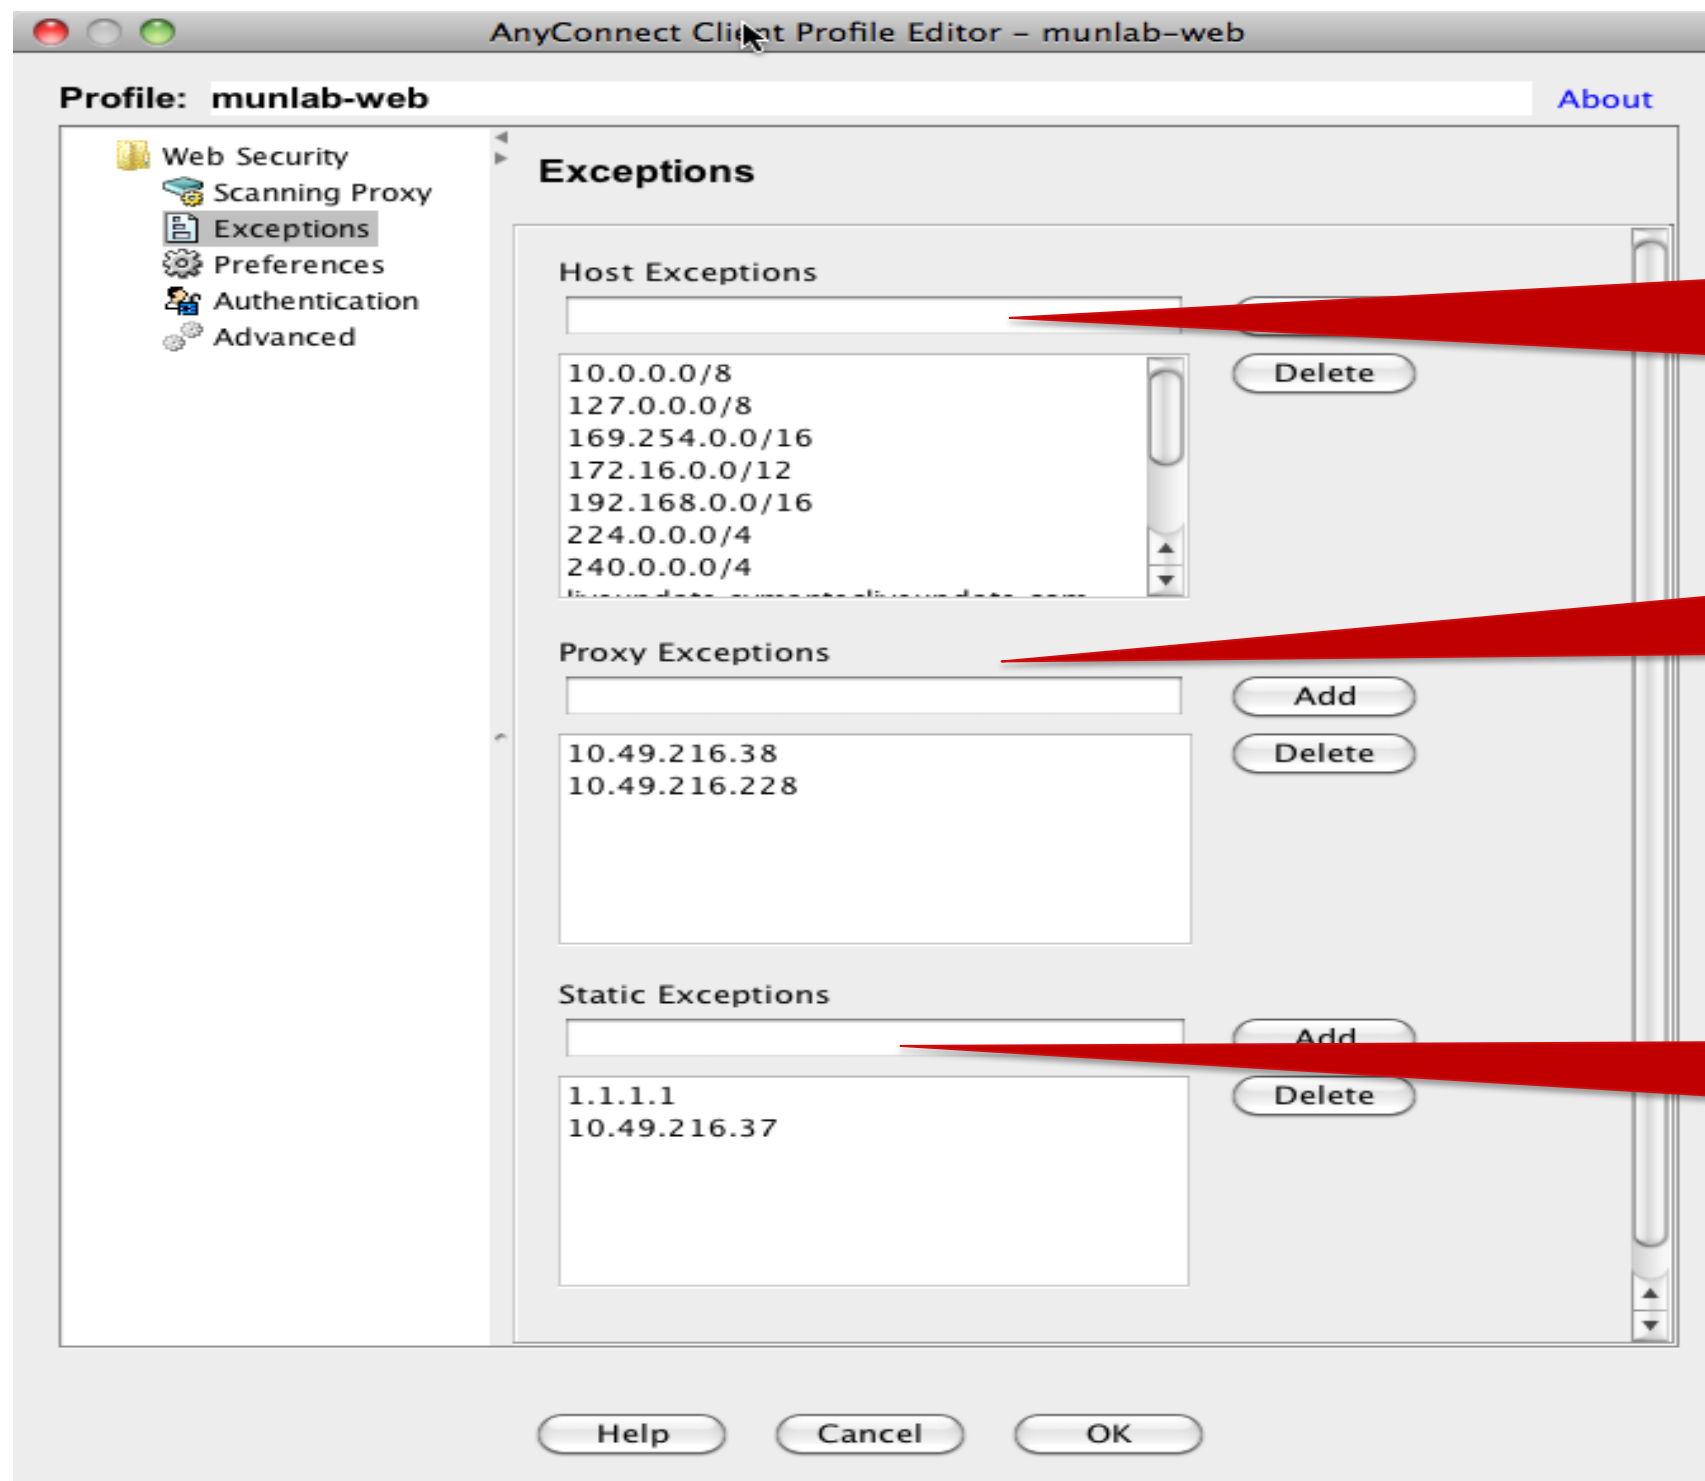 AnyConnect Client Profile Editor – munlab-web
Profile: munlab-web
About
Web Security
Scanning Proxy
Exceptions
Preferences
Authentication
Advanced
Exceptions
Host Exceptions
10.0.0.0/8
127.0.0.0/8
169.254.0.0/16
172.16.0.0/12
192.168.0.0/16
224.0.0.0/4
240.0.0.0/4
Delete
Proxy Exceptions
Add
10.49.216.38
10.49.216.228
Delete
Static Exceptions
Add
1.1.1.1
10.49.216.37
Delete
Help
Cancel
OK